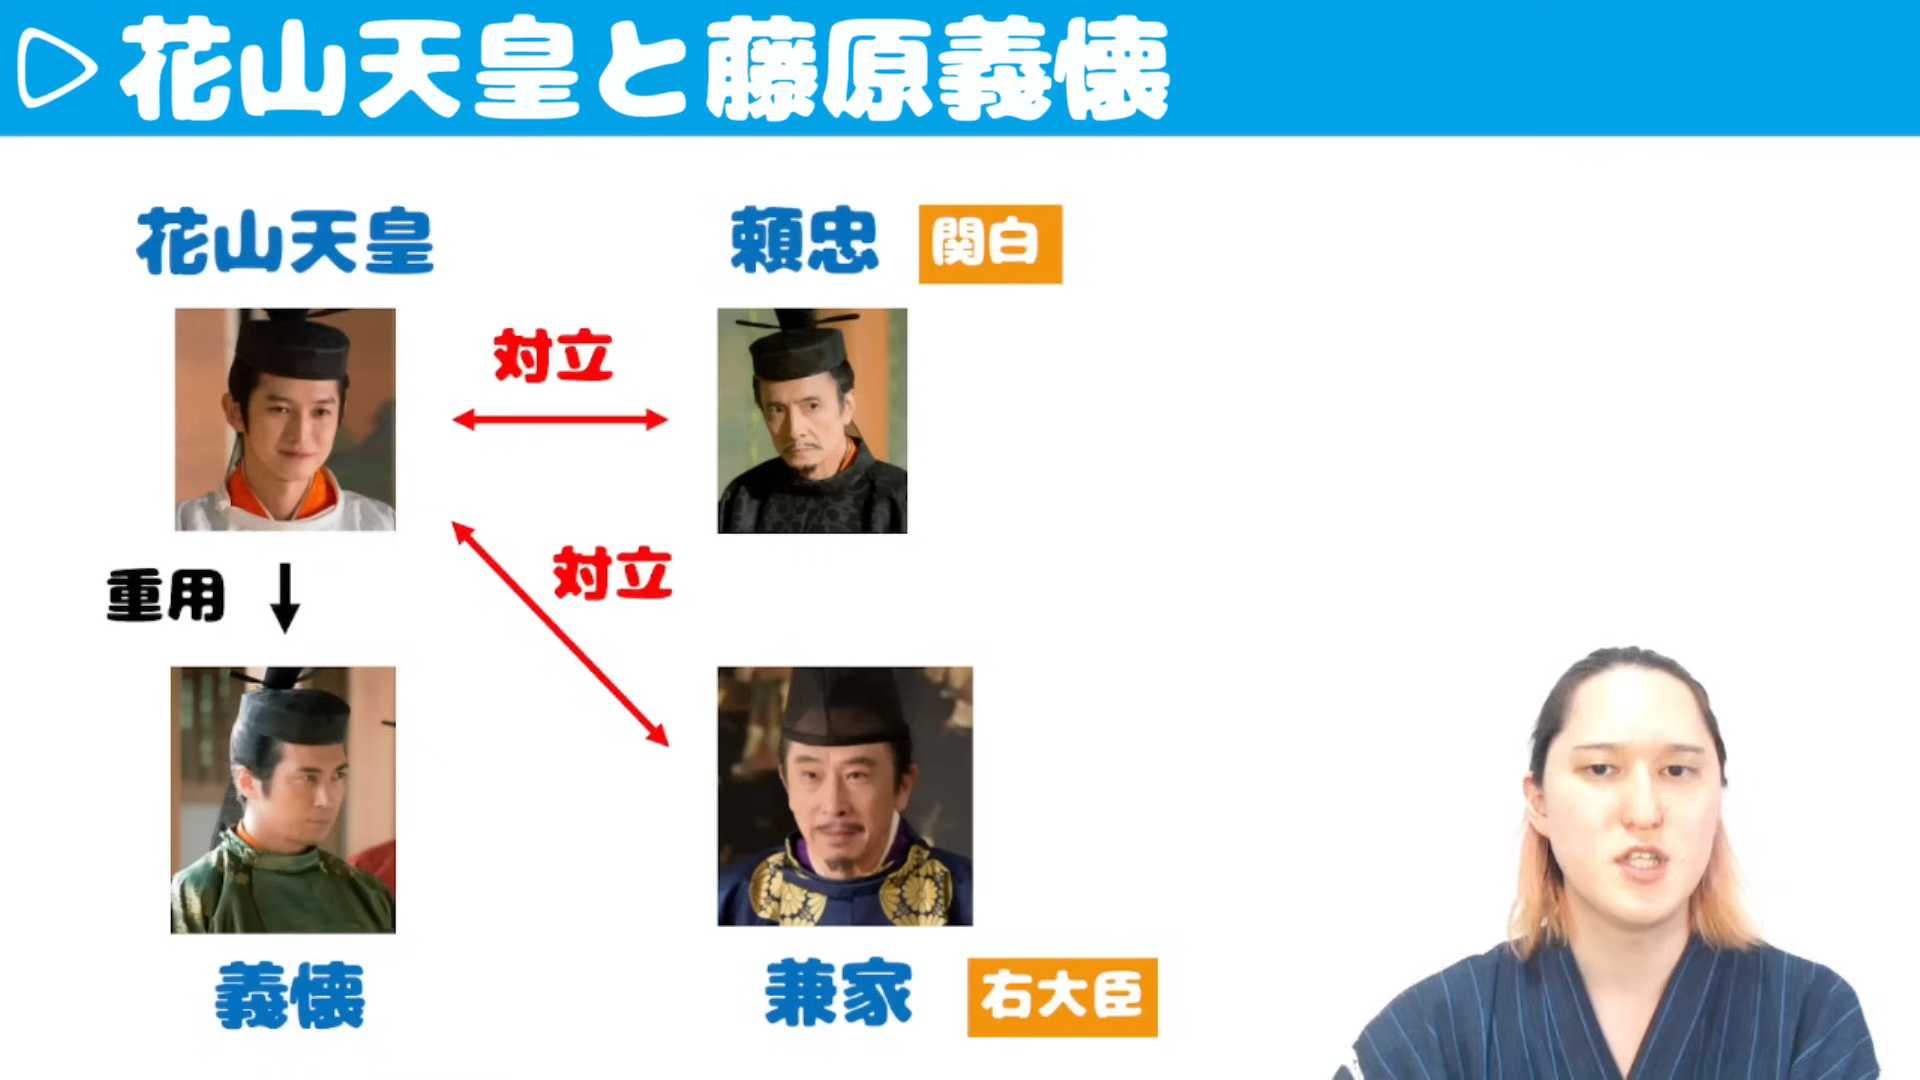 花山天皇と藤原義懐
花山天皇
頼忠
関白
対立
対立
重用
義懐
兼家
右大臣